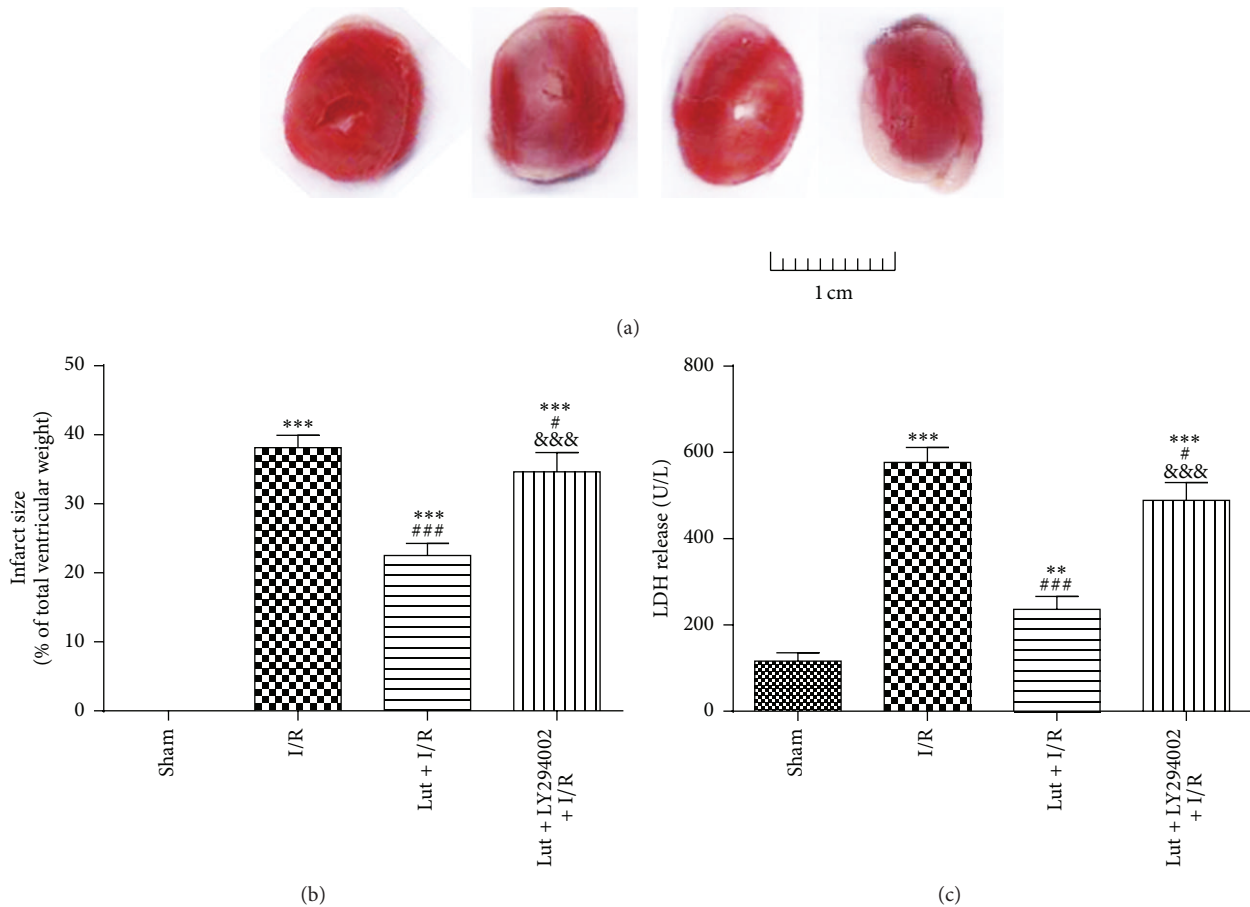 1 cm
(a)
50
40
30
20
10
0
Infarct size
(% of total ventricular weight)
***
***
###
***
#
&&&
Sham
I/R
Lut + I/R
Lut + LY294002
+ I/R
(b)
800
600
400
200
0
LDH release (U/L)
***
**
###
***
#
&&&
Sham
I/R
Lut + I/R
Lut + LY294002
+ I/R
(c)